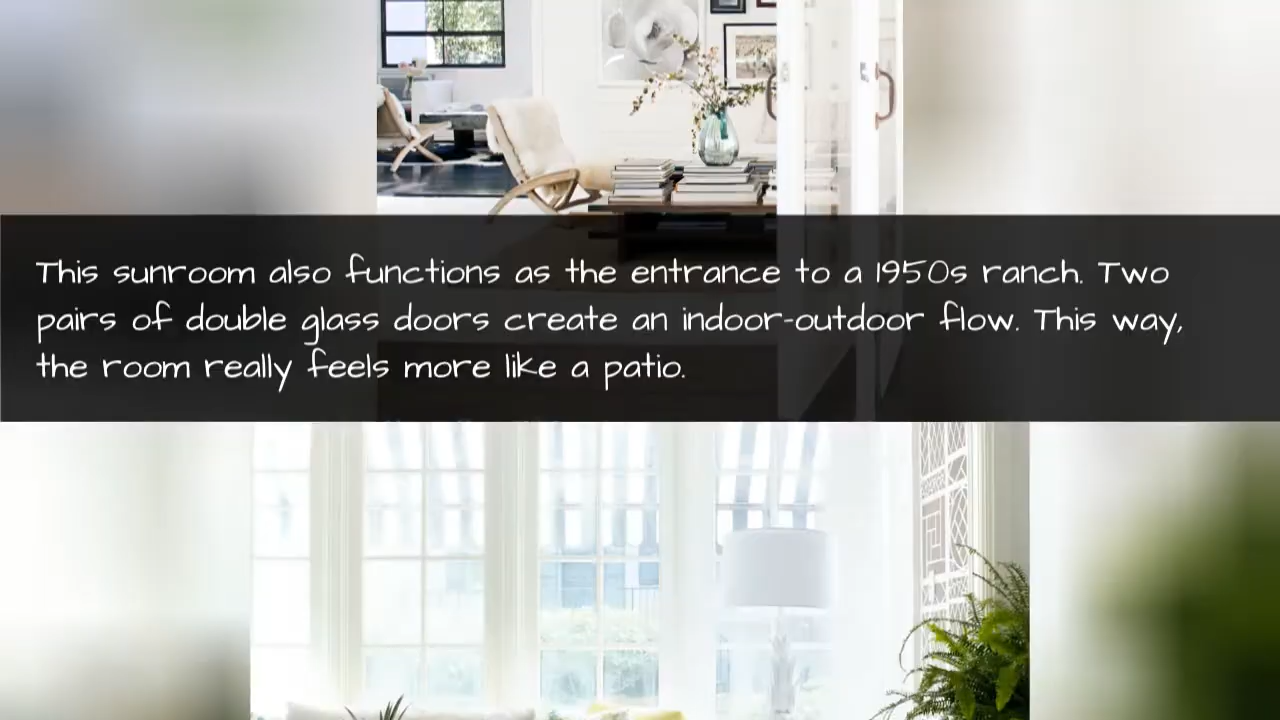 This sunroom also functions as the entrance to a 1950s ranch. Two
pairs of double glass doors create an indoor-outdoor flow. This way,
the room really feels more like a patio.